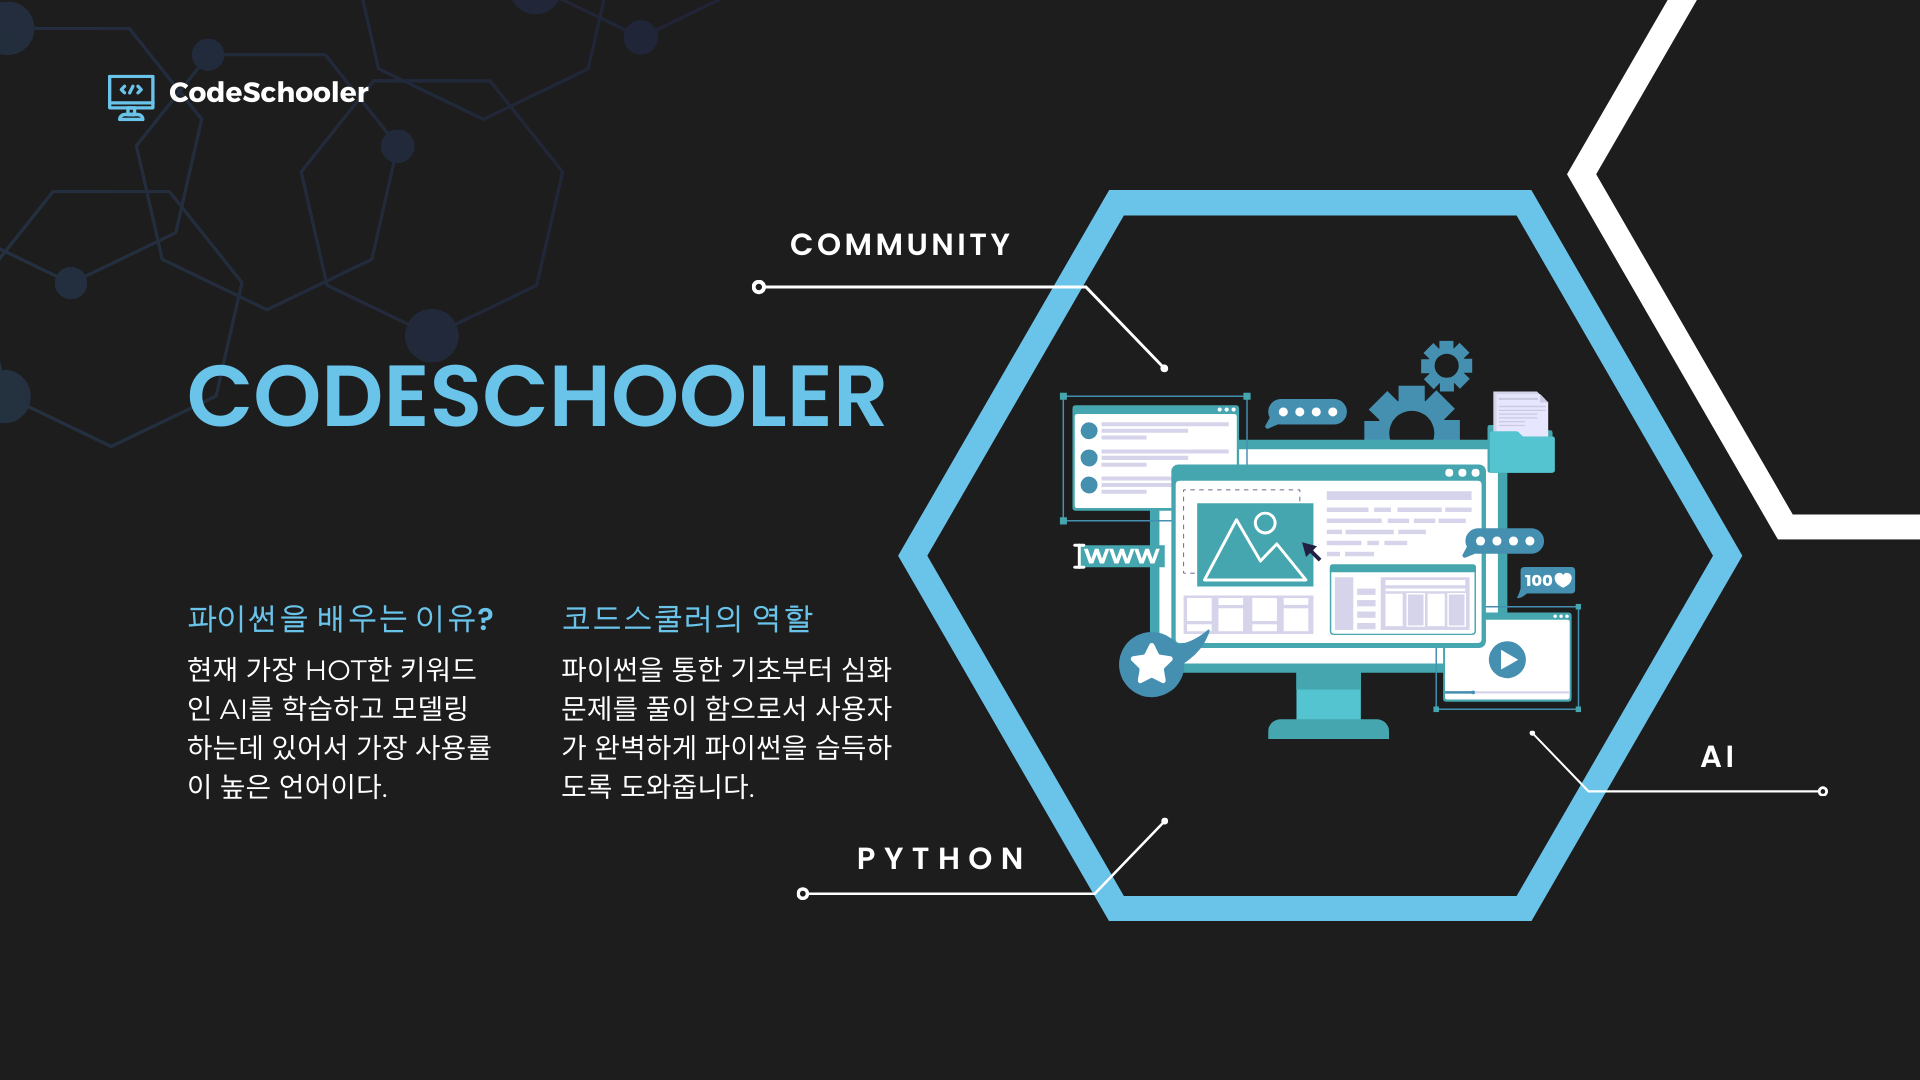 CodeSchooler
COMMUNITY
CODESCHOOLER
파이썬을 배우는 이유?
현재 가장 HOT한 키워드
인 AI를 학습하고 모델링
하는데 있어서 가장 사용률
이 높은 언어이다.
코드스쿨러의 역할
파이썬을 통한 기초부터 심화
문제를 풀이 함으로서 사용자
가 완벽하게 파이썬을 습득하
도록 도와줍니다.
WWW
100
AI
PYTHON